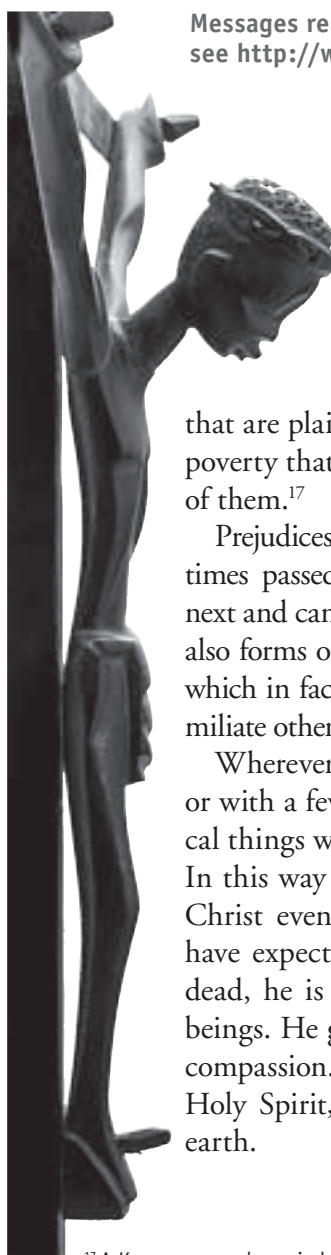 Messages re
see http://w
that are plai
poverty that
of them.17
Prejudices
times passed
next and can
also forms o
which in fac
miliate other
Wherever
or with a few
cal things w
In this way
Christ even
have expect
dead, he is
beings. He g
compassion.
Holy Spirit,
earth.